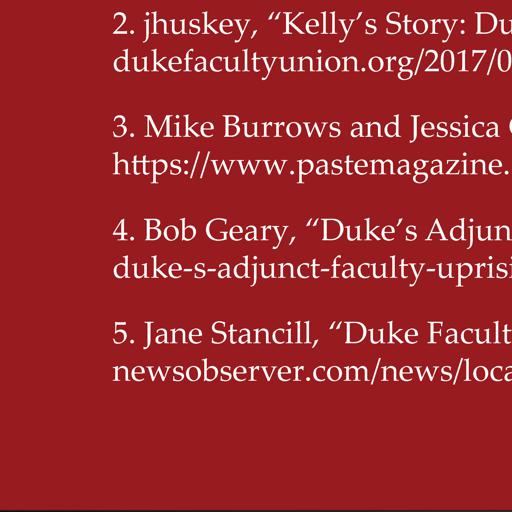 2. jhuskey, “Kelly’s Story: Du
dukefacultyunion.org/2017/0
3. Mike Burrows and Jessica
https://www.pastemagazine.
4. Bob Geary, “Duke’s Adjun
duke-s-adjunct-faculty-uprisi
5. Jane Stancill, “Duke Facult
newsobserver.com/news/loca